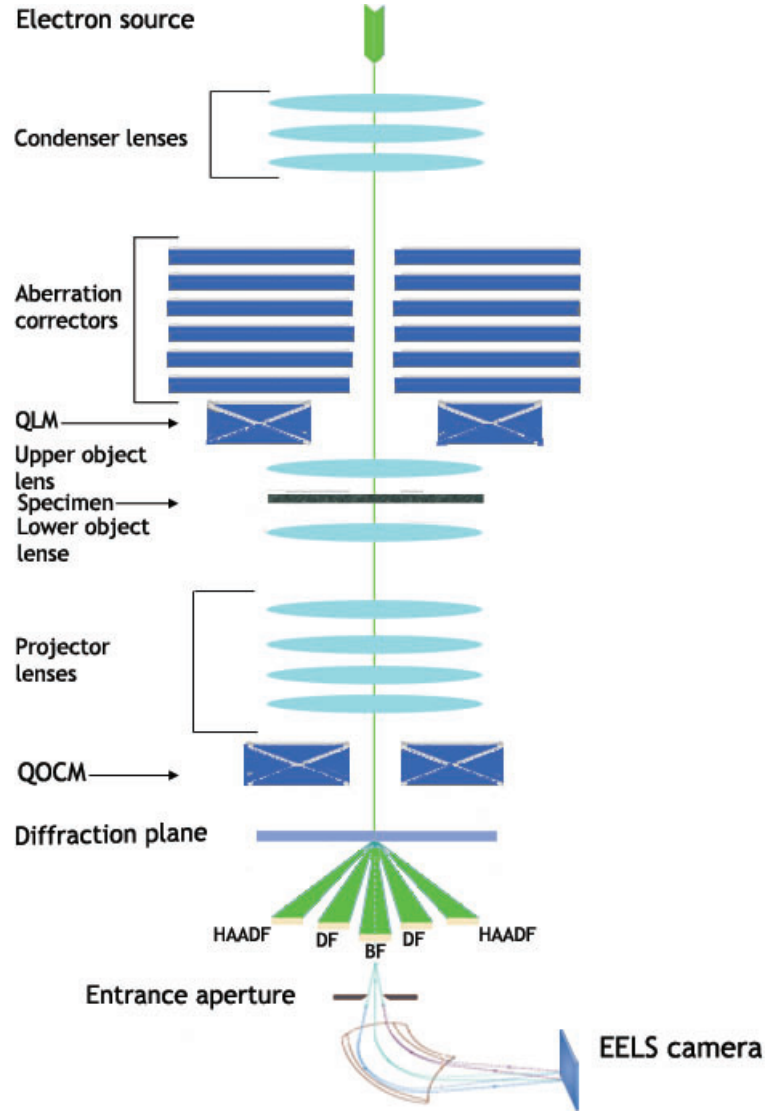 Electron source
Condenser lenses
Aberration
correctors
QLM
Upper object
lens
Specimen
Lower object
lense
Projector
lenses
QOCM
Diffraction plane
HAADF
DF
BF
DF
HAADF
Entrance aperture
EELS camera